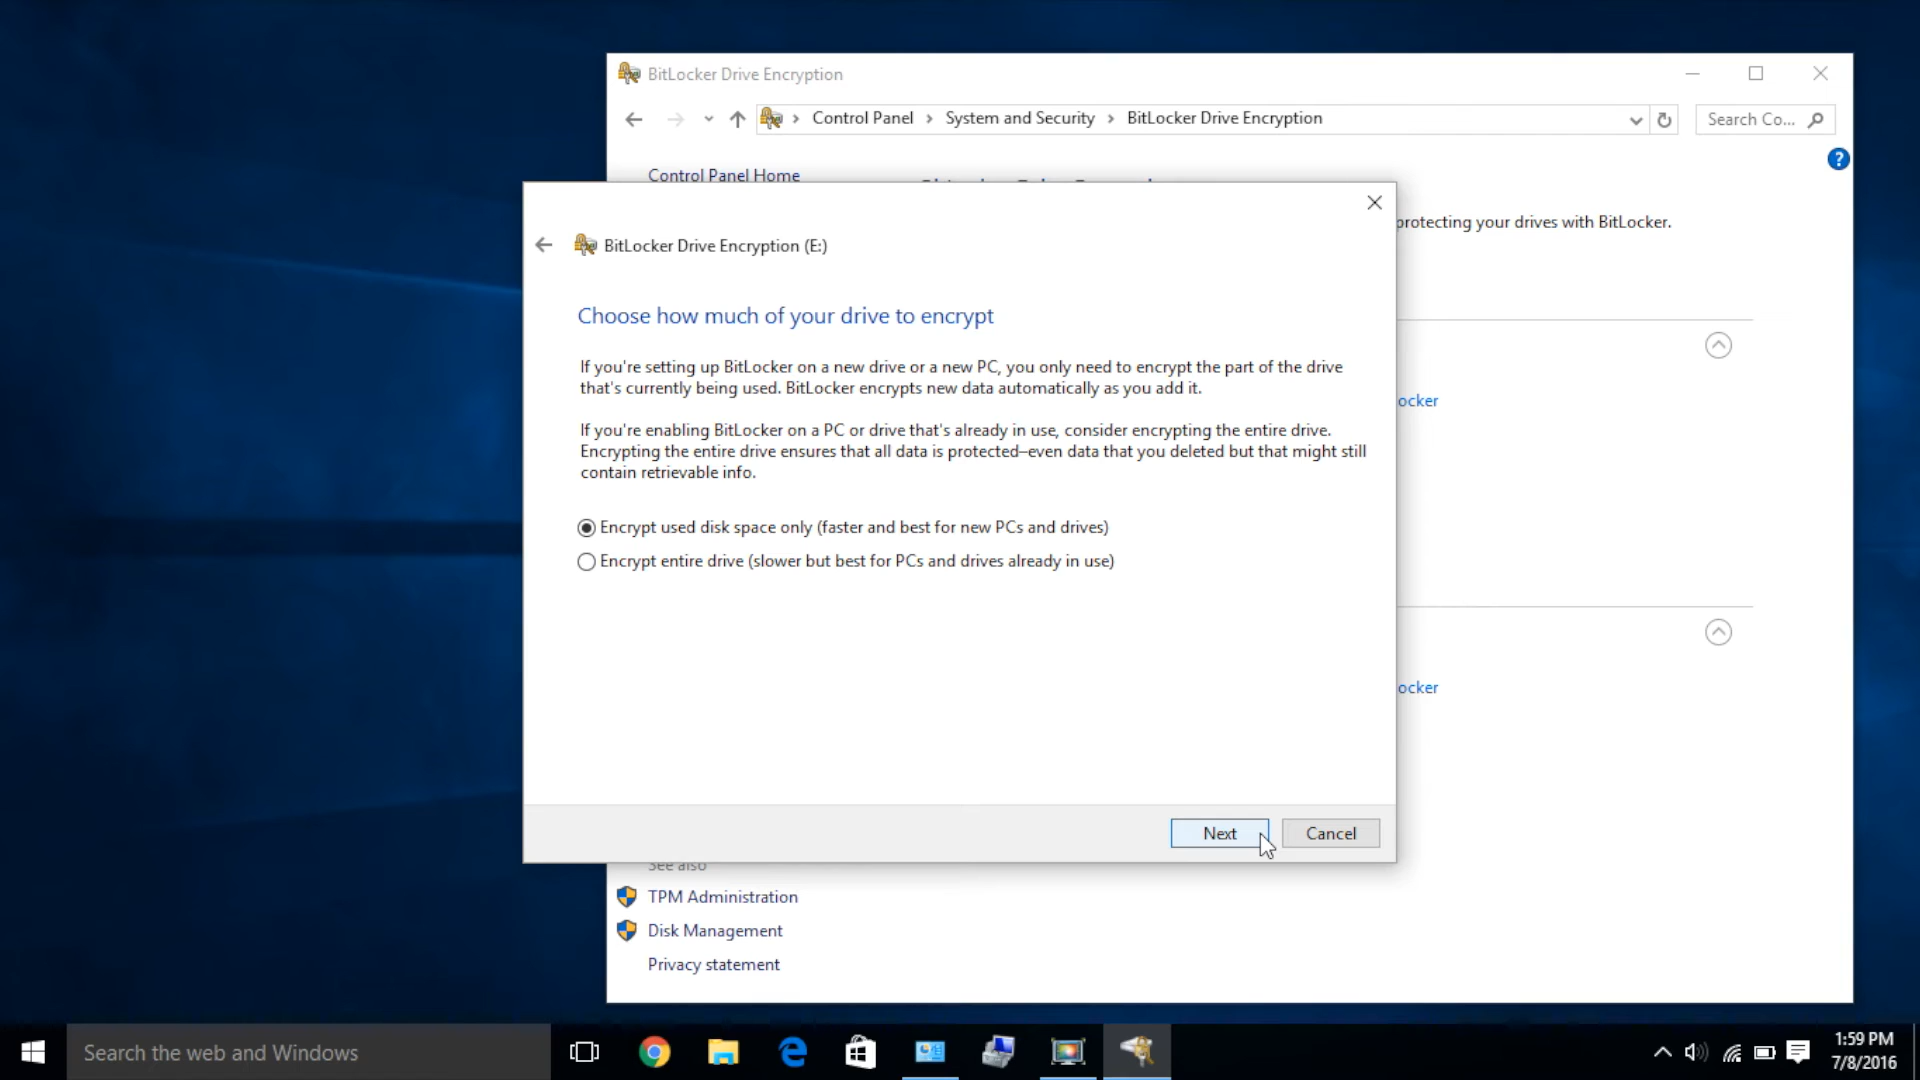 BitLocker Drive Encryption
Control Panel
System and Security
BitLocker Drive Encryption
Search Co...
?
Control Panel Home
protecting your drives with BitLocker.
BitLocker Drive Encryption (E:)
Choose how much of your drive to encrypt
If you're setting up BitLocker on a new drive or a new PC, you only need to encrypt the part of the drive
that's currently being used. BitLocker encrypts new data automatically as you add it.
If you're enabling BitLocker on a PC or drive that's already in use, consider encrypting the entire drive.
Encrypting the entire drive ensures that all data is protected–even data that you deleted but that might still
contain retrievable info.
Encrypt used disk space only (faster and best for new PCs and drives)
Encrypt entire drive (slower but best for PCs and drives already in use)
ocker
ocker
Next
Cancel
See also
TPM Administration
Disk Management
Privacy statement
Search the web and Windows
1:59 PM
7/8/2016